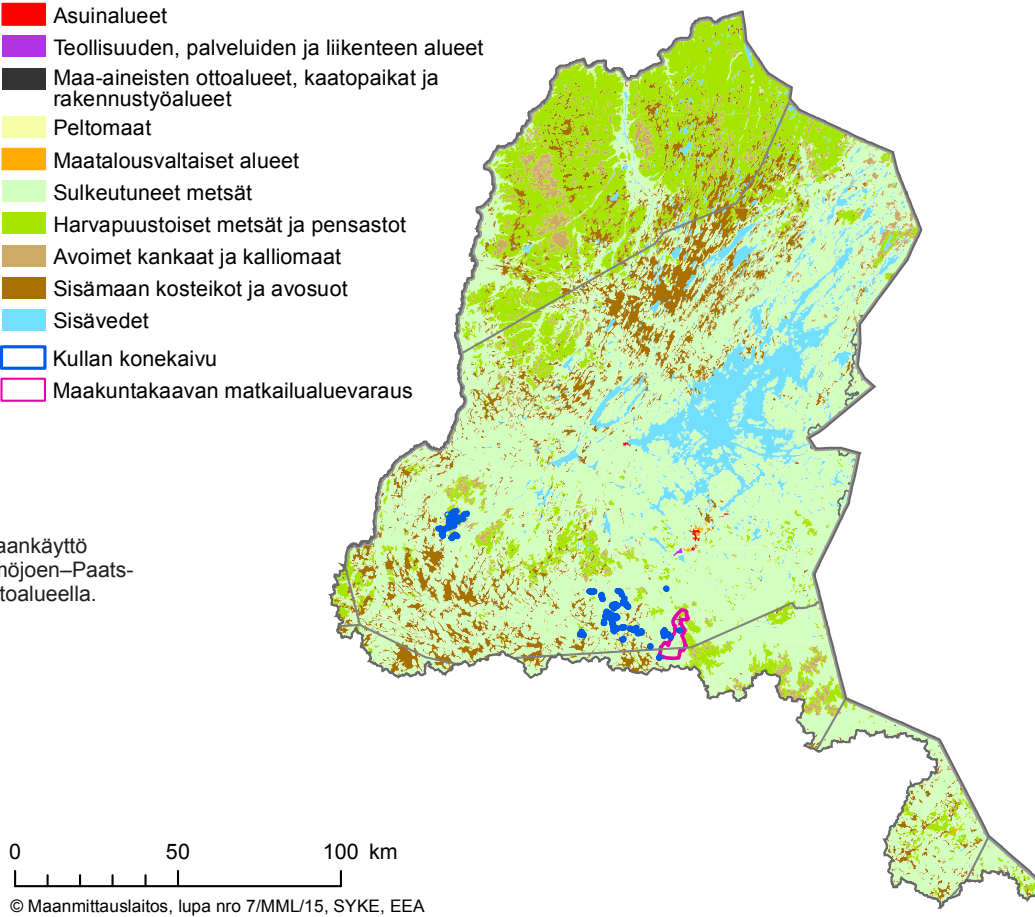 Asuinalueet
Teollisuuden, palveluiden ja liikenteen alueet
Maa-aineisten ottoalueet, kaatopaikat ja
rakennustyöalueet
Peltomaat
Maatalousvaltaiset alueet
Sulkeutuneet metsät
Harvapuustoiset metsät ja pensastot
Avoimet kankaat ja kalliomaat
Sisämaan kosteikot ja avosuot
Sisävedet
Kullan konekaivu
Maakuntakaavan matkailualuevaraus
aankäyttö
möjoen–Paats-
toalueella.
0 50 100 km
© Maanmittauslaitos, lupa nro 7/MML/15, SYKE, EEA